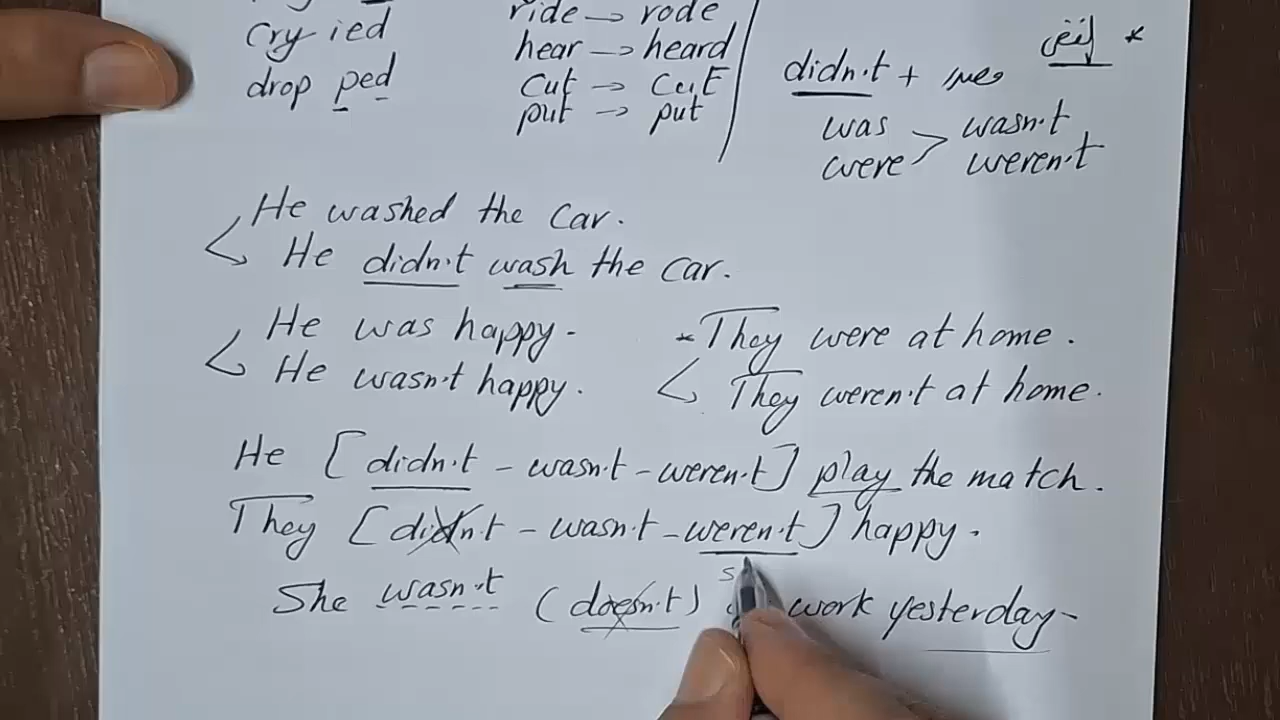 cry ied
drop ped
ride → rode
hear → heard
cut → cut
put → put
* النفي
didn't + مصدر
was
were > wasn't
weren't
He washed the car.
He didn't wash the car.
He was happy.
He wasn't happy.
* They were at home.
They weren't at home.
He [didn't - wasn't - weren't] play the match.
They [didn't - wasn't - weren't] happy.
She wasn't (doesn't) work yesterday